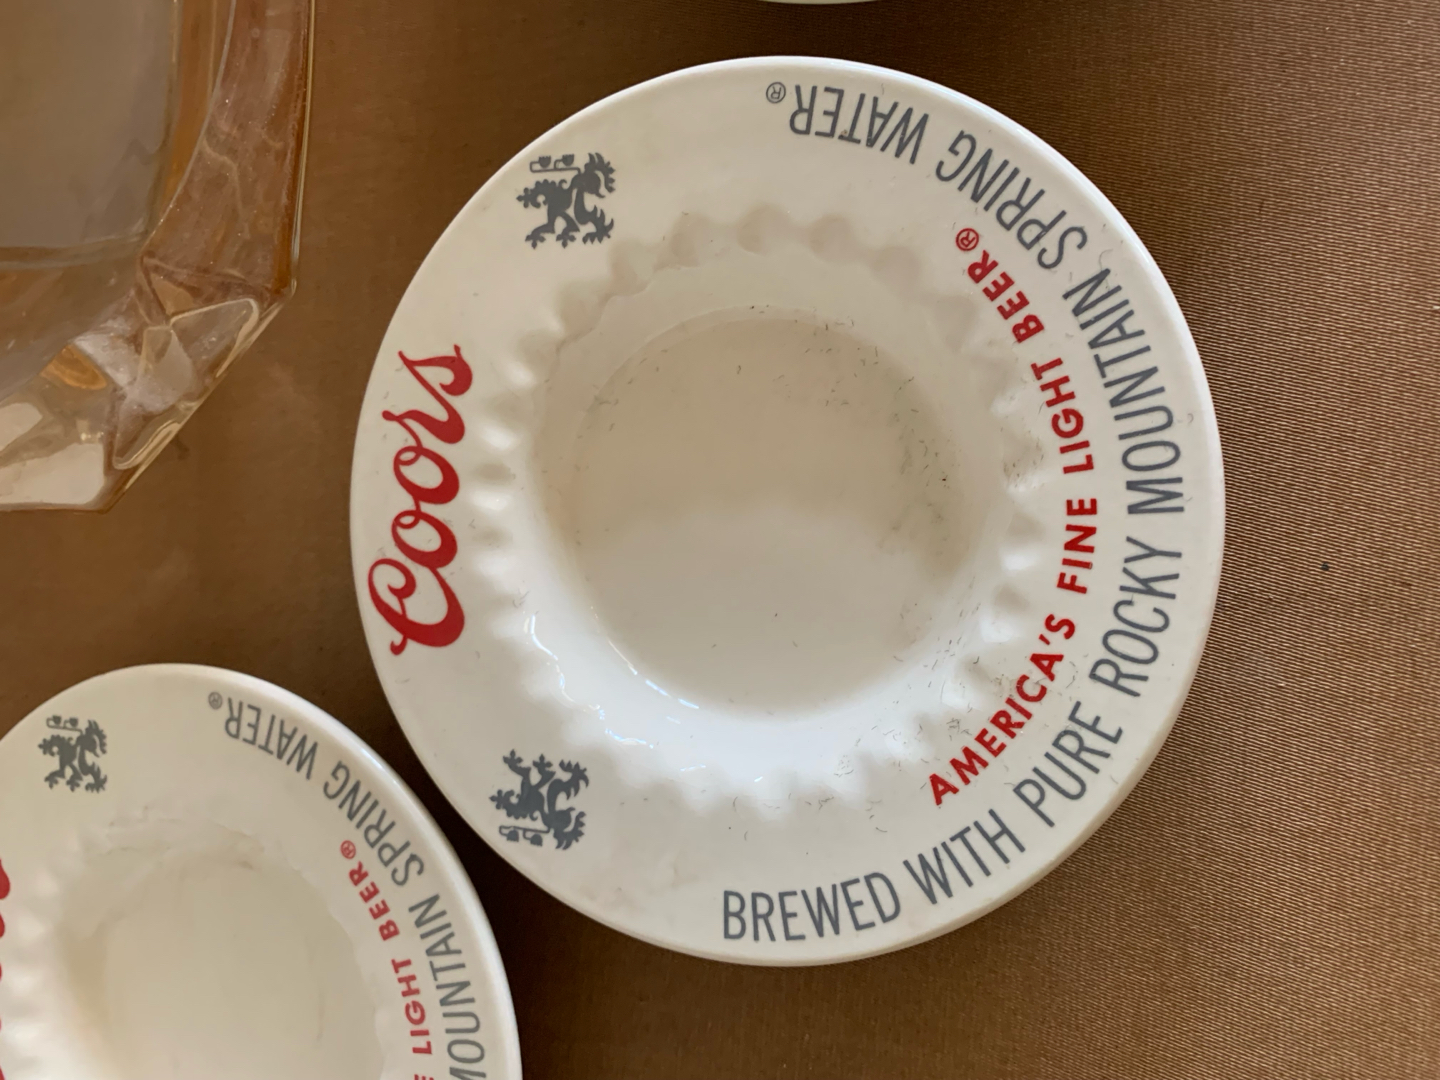 Coors
AMERICA'S FINE LIGHT BEER®
BREWED WITH PURE ROCKY MOUNTAIN SPRING WATER®
LIGHT BEER®
MOUNTAIN SPRING WATER®